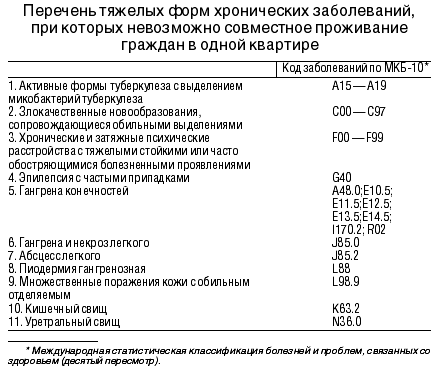 Перечень тяжелых форм хронических заболеваний,
при которых невозможно совместное проживание
граждан в одной квартире
Код заболеваний по МКБ-10*
1. Активные формы туберкулеза с выделением
микобактерий туберкулеза
A15 — A19
2. Злокачественные новообразования,
сопровождающиеся обильными выделениями
C00 — C97
3. Хронические и затяжные психические
расстройства с тяжелыми стойкими или часто
обостряющимися болезненными проявлениями
F00 — F99
4. Эпилепсия с частыми припадками
G40
5. Гангрена конечностей
A48.0; E10.5;
E11.5; E12.5;
E13.5; E14.5;
I170.2; R02
6. Гангрена и некроз легкого
J85.0
7. Абсцесс легкого
J85.2
8. Пиодермия гангренозная
L88
9. Множественные поражения кожи с обильным
отделяемым
L98.9
10. Кишечный свищ
K63.2
11. Уретральный свищ
N36.0
* Международная статистическая классификация болезней и проблем, связанных со
здоровьем (десятый пересмотр).